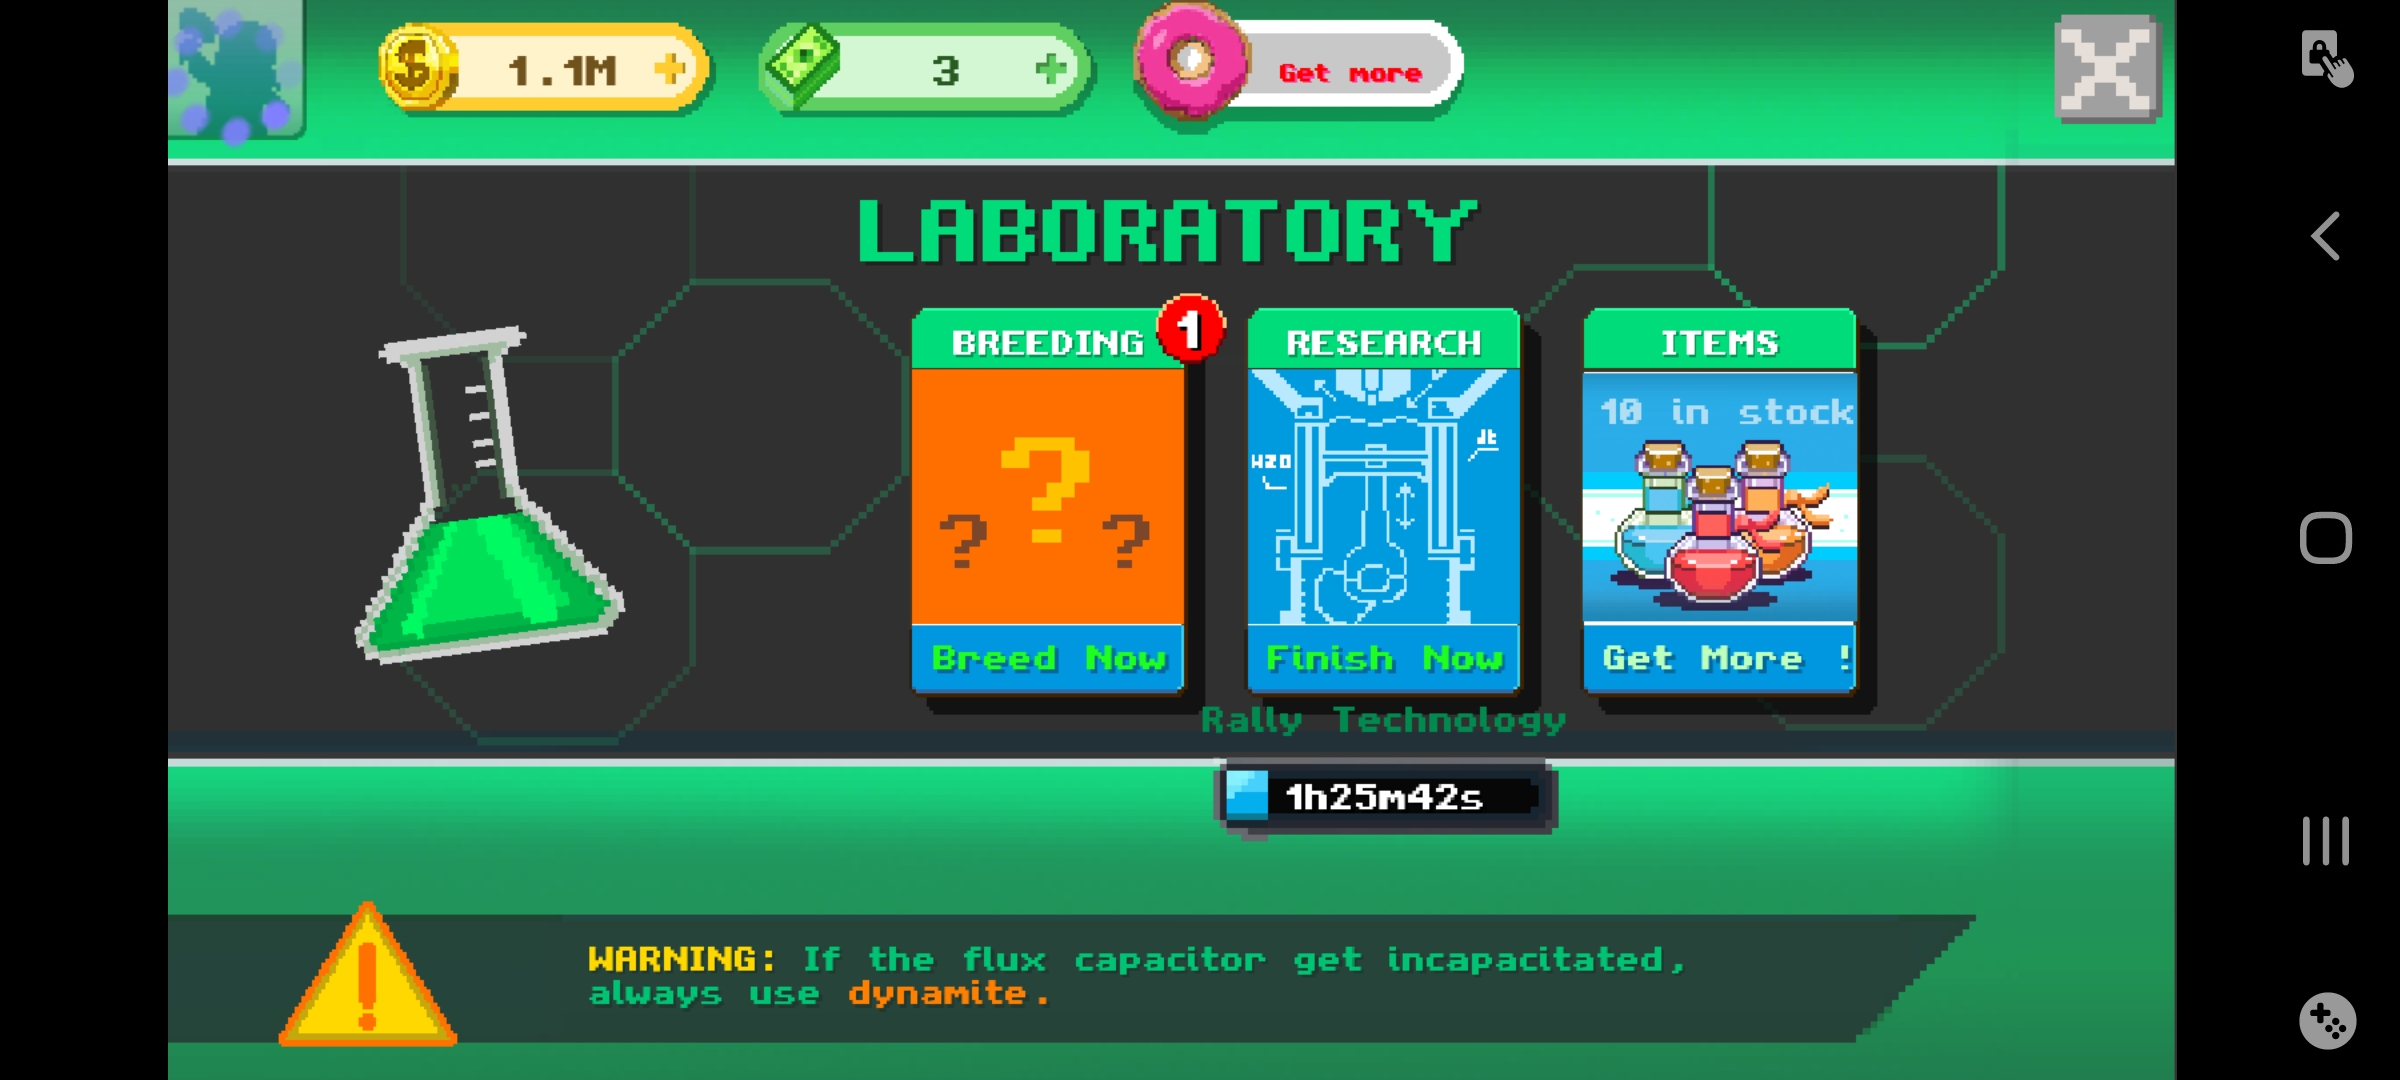 1.1M
3
Get more
LABORATORY
BREEDING
1
RESEARCH
ITEMS
H2O
10 in stock
Breed Now
Finish Now
Get More !
Rally Technology
1h25m42s
WARNING: If the flux capacitor get incapacitated,
always use dynamite.